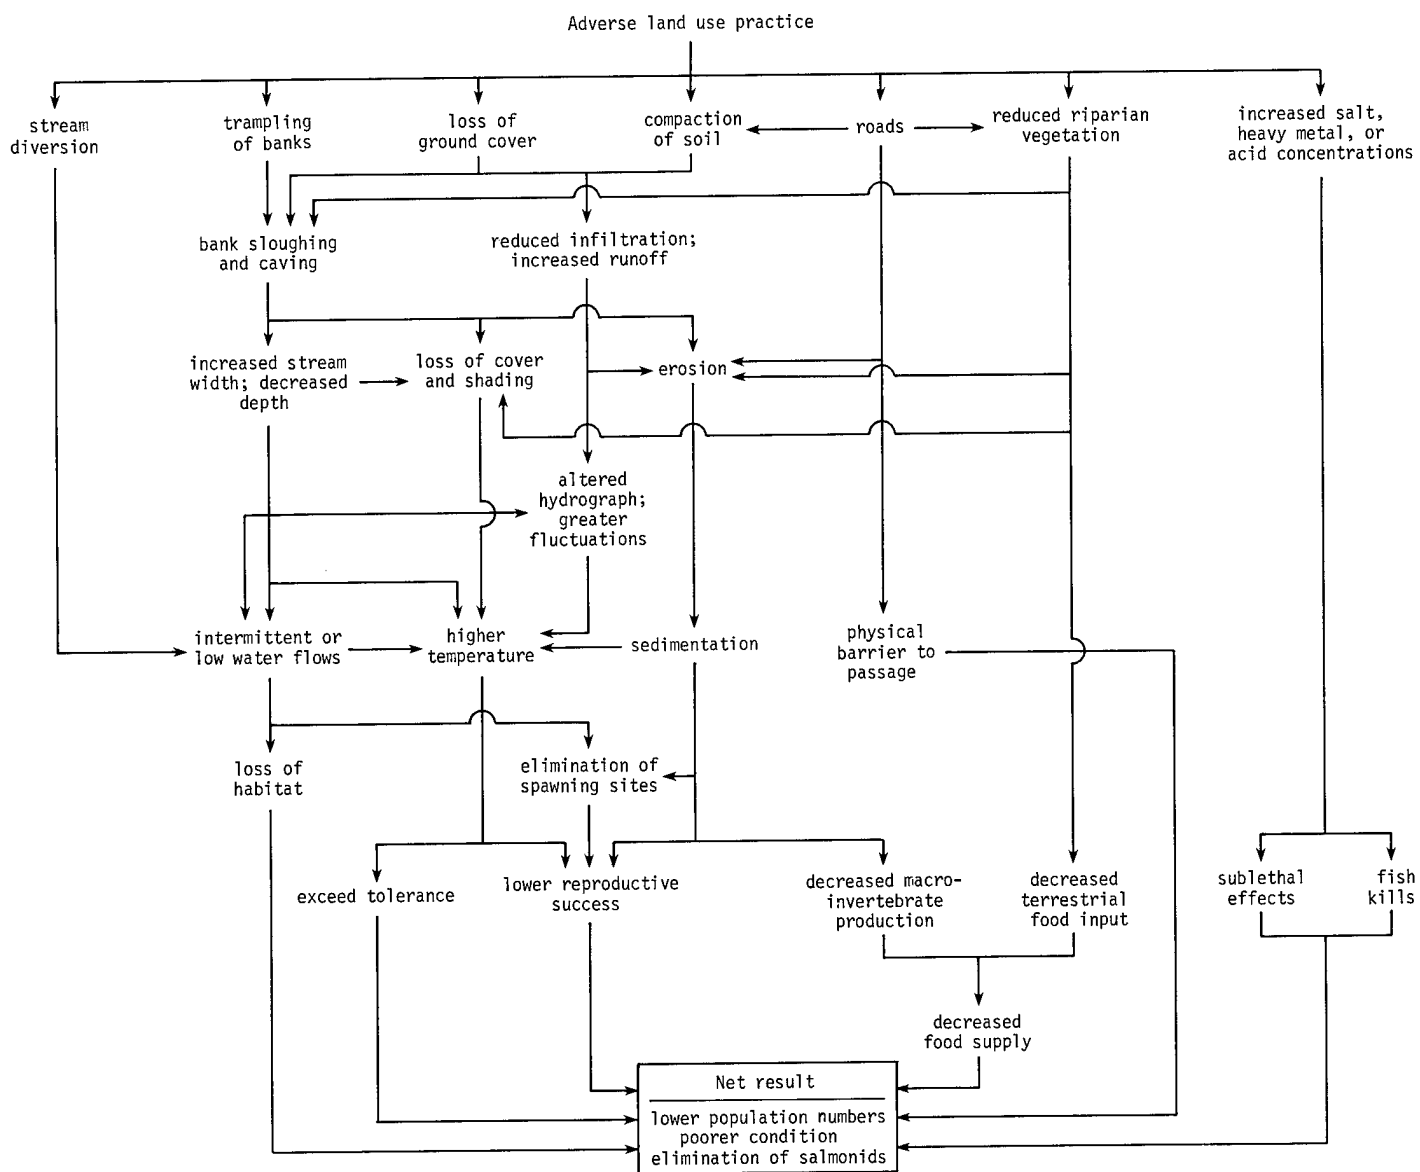 Adverse land use practice
stream
diversion
trampling
of banks
loss of
ground cover
compaction
of soil
roads
reduced riparian
vegetation
increased salt,
heavy metal, or
acid concentrations
bank sloughing
and caving
reduced infiltration;
increased runoff
increased stream
width; decreased
depth
loss of cover
and shading
erosion
altered
hydrograph;
greater
fluctuations
intermittent or
low water flows
higher
temperature
sedimentation
physical
barrier to
passage
loss of
habitat
elimination of
spawning sites
exceed tolerance
lower reproductive
success
decreased macro-
invertebrate
production
decreased
terrestrial
food input
sublethal
effects
fish
kills
decreased
food supply
Net result
lower population numbers
poorer condition
elimination of salmonids